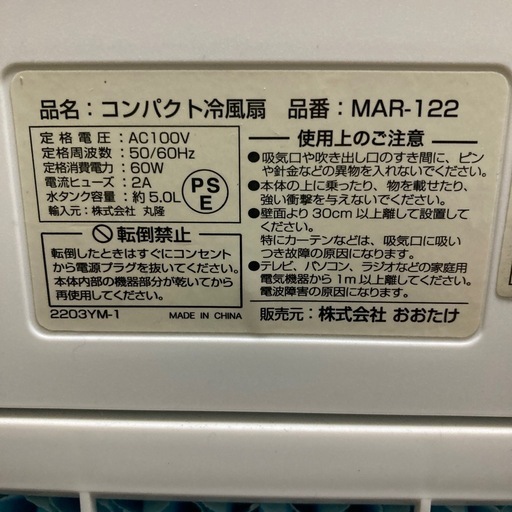 品名：コンパクト冷風扇　品番：MAR-122
定格電圧：AC100V
定格周波数：50/60Hz
定格消費電力：60W
電流ヒューズ：2A
水タンク容量：約5.0L
輸入元：株式会社 丸隆
PS
E
転倒禁止
転倒したときはすぐにコンセント
から電源プラグを抜いてください。
本体内部の機器部分が乾いてから
再使用してください。
2203YM-1　MADE IN CHINA
使用上のご注意
●吸気口や吹き出し口のすき間に、ピン
や針金などの異物を入れないでください。
●本体の上に乗ったり、物を載せたり、
強い衝撃を与えないでください。
●壁面より30cm以上離して設置して
ください。
特にカーテンなどは、吸気口に吸い
つき故障の原因になります。
●テレビ、パソコン、ラジオなどの家庭用
電気機器から1m以上離してください。
電波障害の原因になります。
販売元：株式会社 おおたけ